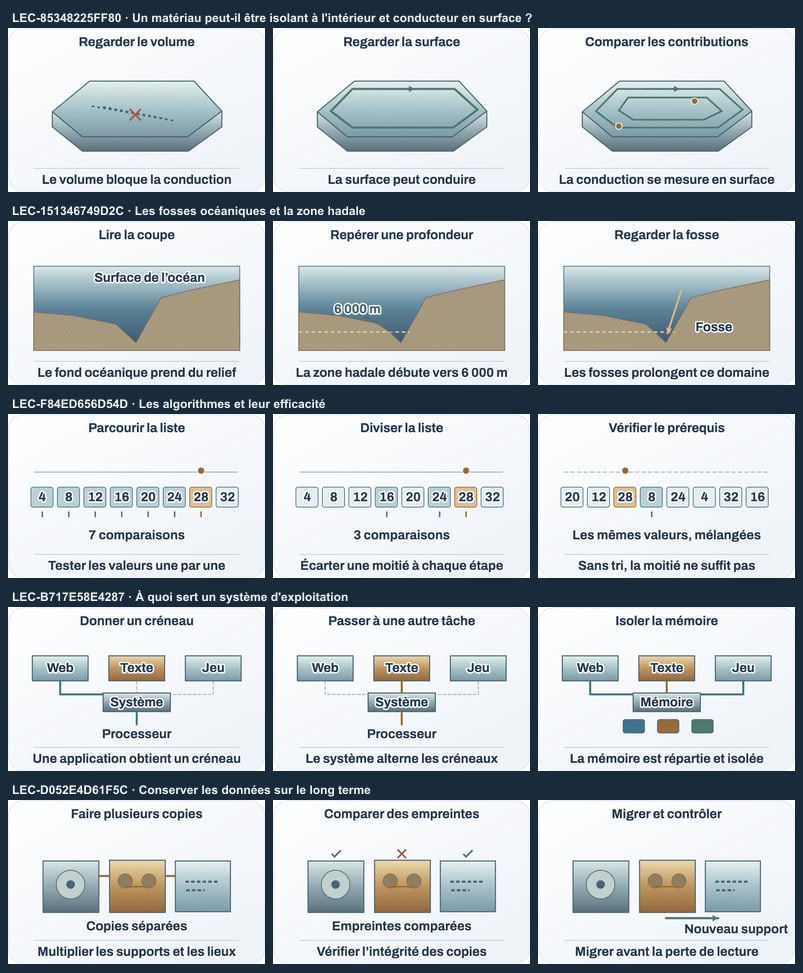 LEC-85348225FF80 · Un matériau peut-il être isolant à l'intérieur et conducteur en surface ?
Regarder le volume
Regarder la surface
Comparer les contributions
Le volume bloque la conduction
La surface peut conduire
La conduction se mesure en surface
LEC-151346749D2C · Les fosses océaniques et la zone hadale
Lire la coupe
Repérer une profondeur
Regarder la fosse
Surface de l'océan
6 000 m
Fosse
Le fond océanique prend du relief
La zone hadale débute vers 6 000 m
Les fosses prolongent ce domaine
LEC-F84ED656D54D · Les algorithmes et leur efficacité
Parcourir la liste
Diviser la liste
Vérifier le prérequis
4 8 12 16 20 24 28 32
4 8 12 16 20 24 28 32
20 12 28 8 24 4 32 16
7 comparaisons
3 comparaisons
Les mêmes valeurs, mélangées
Tester les valeurs une par une
Écarter une moitié à chaque étape
Sans tri, la moitié ne suffit pas
LEC-B717E58E4287 · À quoi sert un système d'exploitation
Donner un créneau
Passer à une autre tâche
Isoler la mémoire
Web Texte Jeu
Web Texte Jeu
Web Texte Jeu
Système
Système
Mémoire
Processeur
Processeur
Une application obtient un créneau
Le système alterne les créneaux
La mémoire est répartie et isolée
LEC-D052E4D61F5C · Conserver les données sur le long terme
Faire plusieurs copies
Comparer des empreintes
Migrer et contrôler
Copies séparées
Empreintes comparées
Nouveau support
Multiplier les supports et les lieux
Vérifier l'intégrité des copies
Migrer avant la perte de lecture